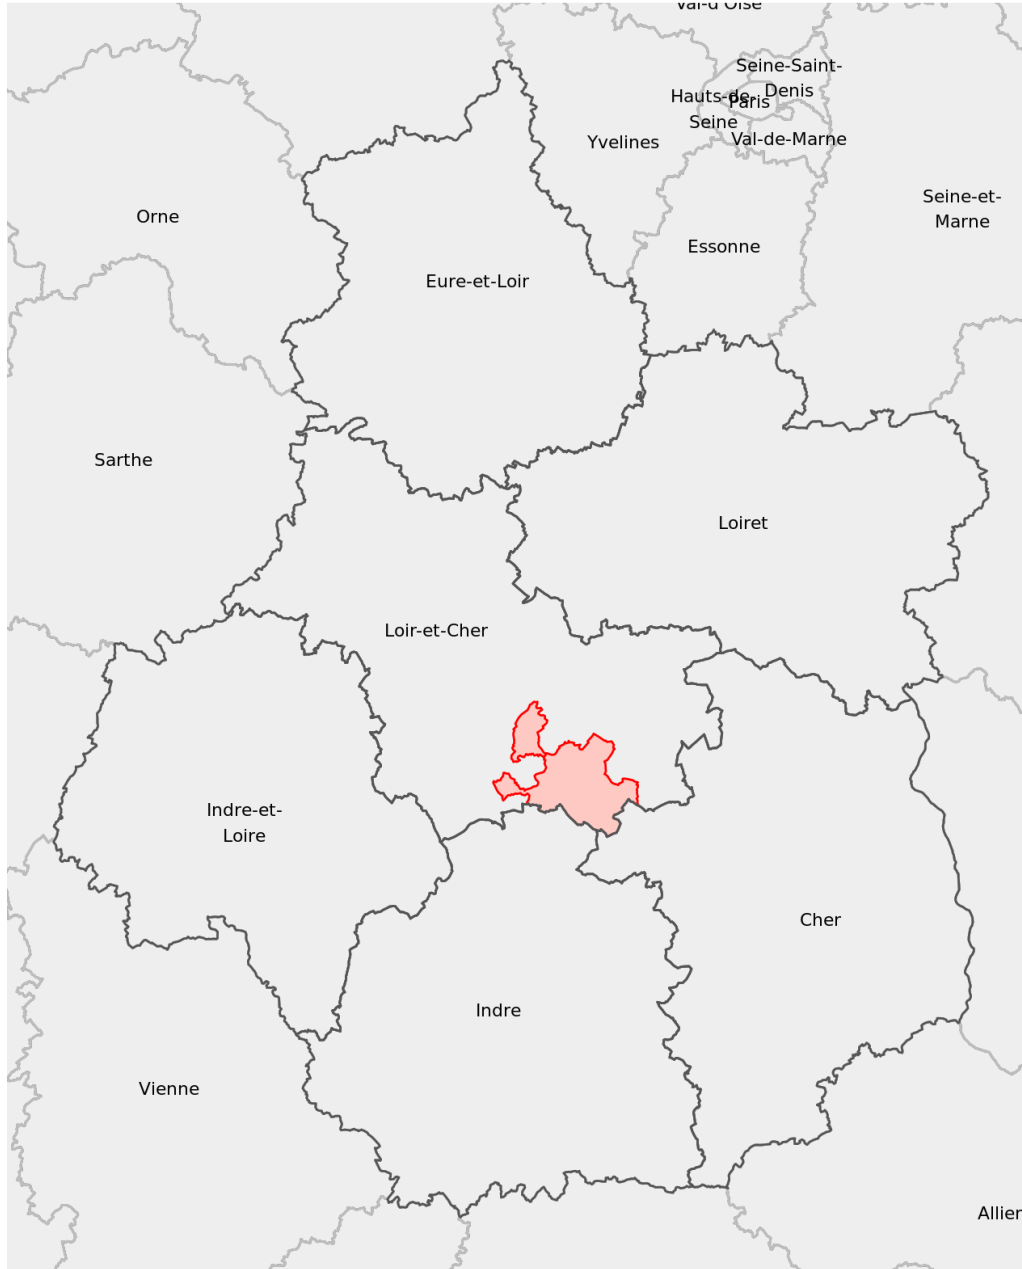 Val-d'Oise
Seine-Saint-
Denis
Hauts-de-
Seine
Paris
Val-de-Marne
Yvelines
Seine-et-
Marne
Orne
Essonne
Eure-et-Loir
Sarthe
Loiret
Loir-et-Cher
Indre-et-
Loire
Cher
Indre
Vienne
Allier